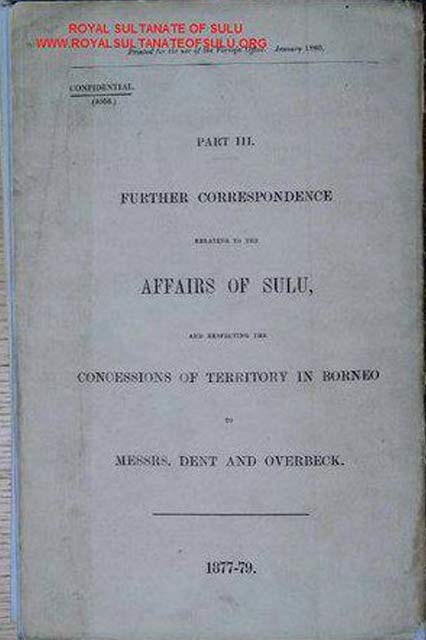 ROYAL SULTANATE OF SULU
WWW.ROYALSULTANATEOFSULU.ORG
Printed for the use of the Foreign Office. January 1880.
CONFIDENTIAL.
PART III.
FURTHER CORRESPONDENCE
RELATING TO THE
AFFAIRS OF SULU,
AND RESPECTING THE
CONCESSIONS OF TERRITORY IN BORNEO
TO
MESSRS. DENT AND OVERBECK.
1877-79.